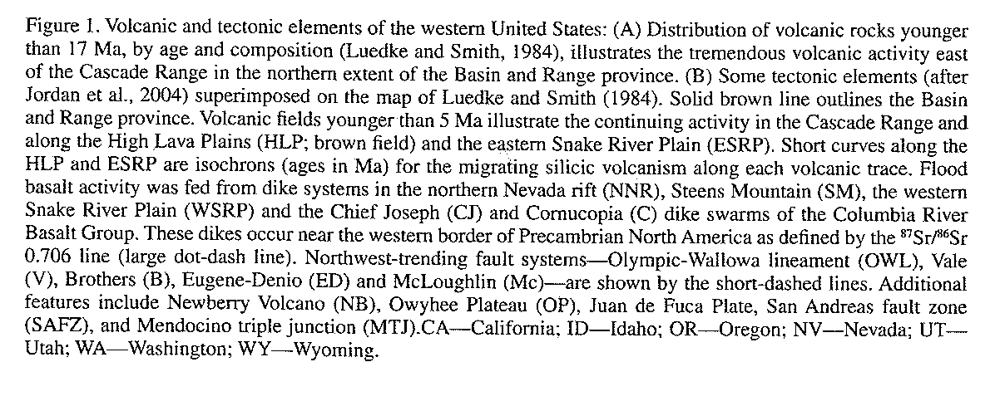 Figure 1. Volcanic and tectonic elements of the western United States: (A) Distribution of volcanic rocks younger
than 17 Ma, by age and composition (Luedke and Smith, 1984), illustrates the tremendous volcanic activity east
of the Cascade Range in the northern extent of the Basin and Range province. (B) Some tectonic elements (after
Jordan et al., 2004) superimposed on the map of Luedke and Smith (1984). Solid brown line outlines the Basin
and Range province. Volcanic fields younger than 5 Ma illustrate the continuing activity in the Cascade Range and
along the High Lava Plains (HLP; brown field) and the eastern Snake River Plain (ESRP). Short curves along the
HLP and ESRP are isochrons (ages in Ma) for the migrating silicic volcanism along each volcanic trace. Flood
basalt activity was fed from dike systems in the northern Nevada rift (NNR), Steens Mountain (SM), the western
Snake River Plain (WSRP) and the Chief Joseph (CJ) and Cornucopia (C) dike swarms of the Columbia River
Basalt Group. These dikes occur near the western border of Precambrian North America as defined by the ⁸⁷Sr/⁸⁶Sr
0.706 line (large dot-dash line). Northwest-trending fault systems—Olympic-Wallowa lineament (OWL), Vale
(V), Brothers (B), Eugene-Denio (ED) and McLoughlin (Mc)—are shown by the short-dashed lines. Additional
features include Newberry Volcano (NB), Owyhee Plateau (OP), Juan de Fuca Plate, San Andreas fault zone
(SAFZ), and Mendocino triple junction (MTJ).CA—California; ID—Idaho; OR—Oregon; NV—Nevada; UT—
Utah; WA—Washington; WY—Wyoming.